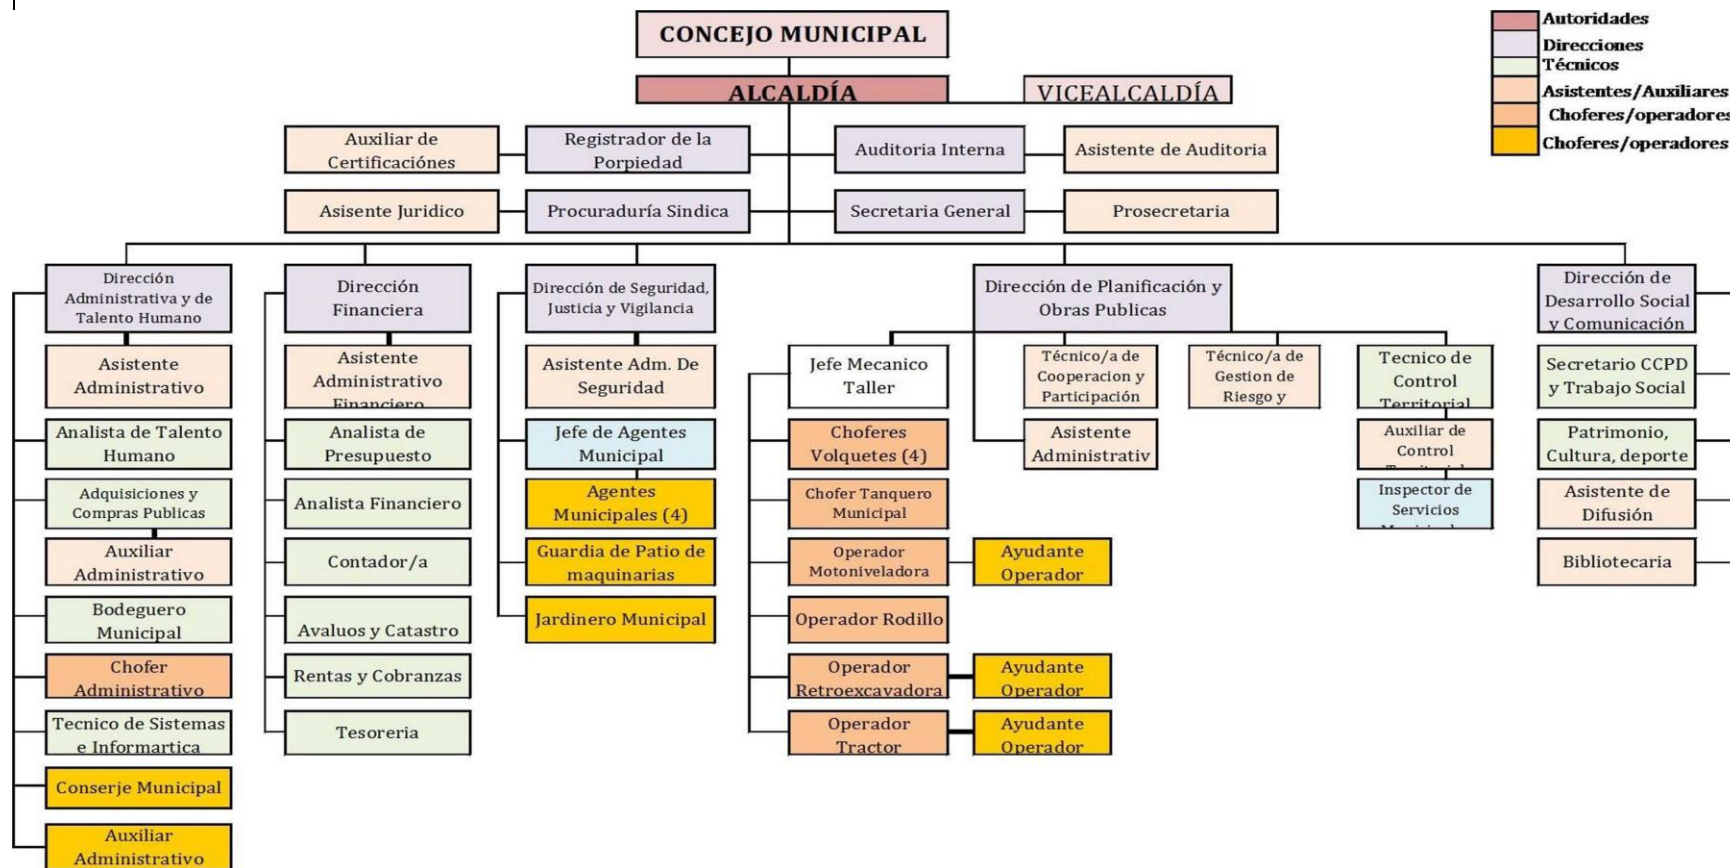 CONCEJO MUNICIPAL
ALCALDÍA
VICEALCALDÍA
Autoridades
Direcciones
Técnicos
Asistentes/Auxiliares
Choferes/operadores
Choferes/operadores
Auxiliar de
Certificaciónes
Registrador de la
Porpiedad
Auditoria Interna
Asistente de Auditoria
Asisente Juridico
Procuraduría Sindica
Secretaria General
Prosecretaria
Dirección
Administrativa y de
Talento Humano
Asistente
Administrativo
Analista de Talento
Humano
Adquisiciones y
Compras Publicas
Auxiliar
Administrativo
Bodeguero
Municipal
Chofer
Administrativo
Tecnico de Sistemas
e Informartica
Conserje Municipal
Auxiliar
Administrativo
Dirección
Financiera
Asistente
Administrativo
Financiero
Analista de
Presupuesto
Analista Financiero
Contador/a
Avaluos y Catastro
Rentas y Cobranzas
Tesoreria
Dirección de Seguridad,
Justicia y Vigilancia
Asistente Adm. De
Seguridad
Jefe de Agentes
Municipal
Agentes
Municipales (4)
Guardia de Patio de
maquinarias
Jardinero Municipal
Dirección de Planificación y
Obras Publicas
Jefe Mecanico
Taller
Choferes
Volquetes (4)
Chofer Tanquero
Municipal
Operador
Motoniveladora
Ayudante
Operador
Operador Rodillo
Operador
Retroexcavadora
Ayudante
Operador
Operador
Tractor
Ayudante
Operador
Técnico/a de
Cooperacion y
Participación
Asistente
Administrativ
Técnico/a de
Gestion de
Riesgo y
Tecnico de
Control
Territorial
Auxiliar de
Control
Inspector de
Servicios
Dirección de
Desarrollo Social
y Comunicación
Secretario CCPD
y Trabajo Social
Patrimonio,
Cultura, deporte
Asistente de
Difusión
Bibliotecaria